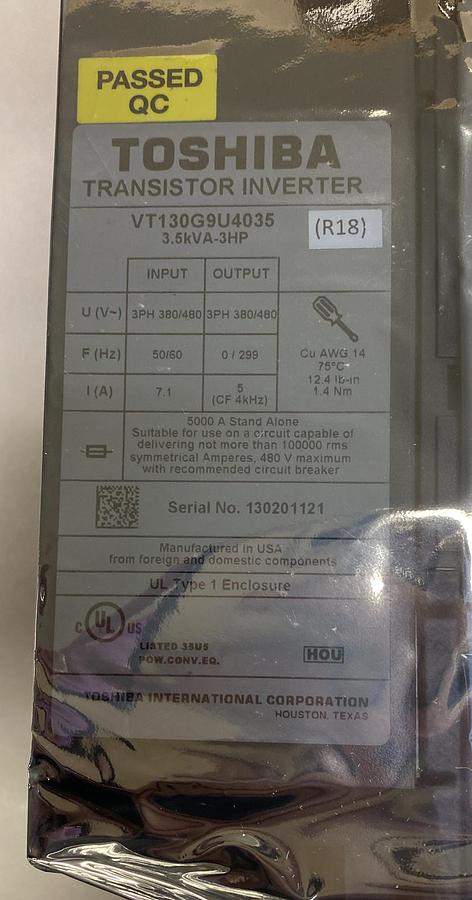 PASSED
QC
TOSHIBA
TRANSISTOR INVERTER
VT130G9U4035
3.5kVA-3HP
(R18)
INPUT OUTPUT
U (V~) 3PH 380/480 3PH 380/480
F (Hz) 50/60 0 / 299
I (A) 7.1 5
(CF 4kHz)
Cu AWG 14
75°C
12.4 lb-in
1.4 Nm
5000 A Stand Alone
Suitable for use on a circuit capable of
delivering not more than 100000 rms
symmetrical Amperes, 480 V maximum
with recommended circuit breaker
Serial No. 130201121
Manufactured in USA
from foreign and domestic components
UL Type 1 Enclosure
C UL US
LISTED 35U5
POW.CONV.EQ.
HOU
TOSHIBA INTERNATIONAL CORPORATION
HOUSTON, TEXAS